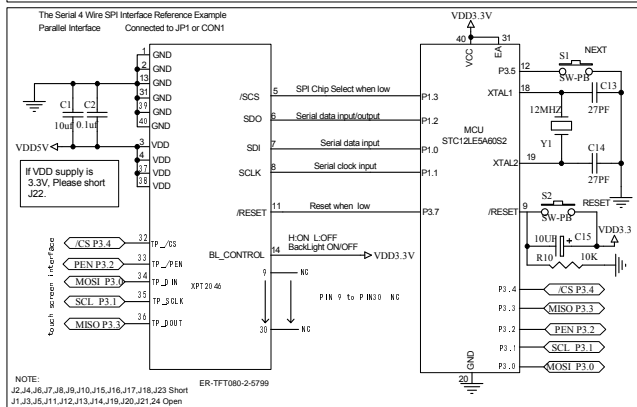 The Serial 4 Wire SPI Interface Reference Example
Parallel Interface Connected to JP1 or CON1
1 GND
2 GND
13 GND
31 GND
39 GND
40 GND
3 VDD
4 VDD
37 VDD
38 VDD
C1 C2
10uf 0.1uf
VDD5V
If VDD supply is
3.3V, Please short
J22.
touch screen interface
/CS P3.4 32 TP_/CS
PEN P3.2 33 TP_/PEN
MOSI P3.0 34 TP_DIN
SCL P3.1 35 TP_SCLK
MISO P3.3 36 TP_DOUT
XPT2046
/SCS 5 SPI Chip Select when low P1.3
SDO 6 Serial data input/output P1.2
SDI 7 Serial data input P1.0
SCLK 8 Serial clock input P1.1
/RESET 11 Reset when low P3.7
H:ON L:OFF
BL_CONTROL 14 BackLight ON/OFF VDD3.3V
9 NC
PIN 9 to PIN30 NC
30 NC
ER-TFT080-2-5799
VDD3.3V
40 31
VCC EA
MCU
STC12LE5A60S2
P3.5 12
S1 NEXT
SW-PB
XTAL1 18
C13
27PF
12MHZ
Y1
XTAL2 19
C14
27PF
S2 RESET
/RESET 9 SW-PB
VDD3.3
10UF + C15
R10 10K
P3.4 /CS P3.4
P3.3 MISO P3.3
P3.2 PEN P3.2
P3.1 SCL P3.1
P3.0 MOSI P3.0
GND
20
NOTE:
J2,J4,J6,J7,J8,J9,J10,J15,J16,J17,J18,J23 Short
J1,J3,J5,J11,J12,J13,J14,J19,J20,J21,24 Open